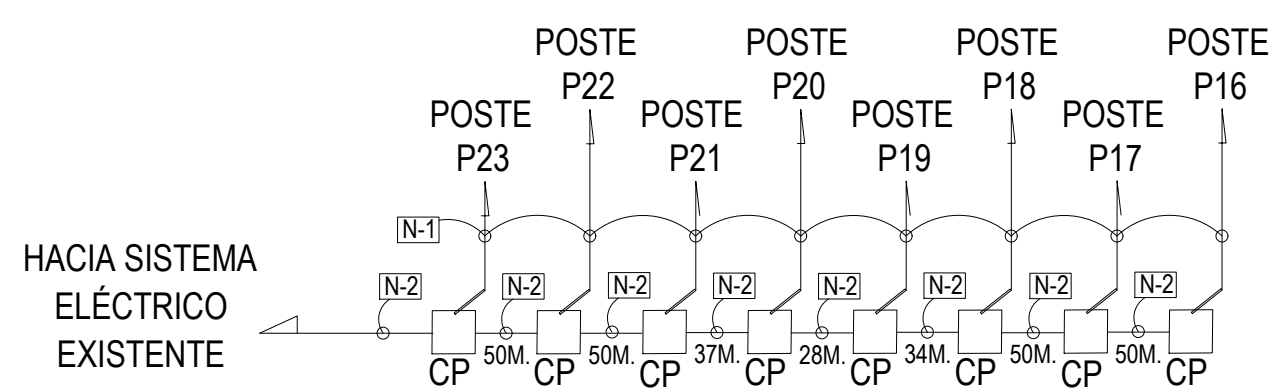 POSTE
P22
POSTE
P20
POSTE
P18
POSTE
P16
POSTE
P23
POSTE
P21
POSTE
P19
POSTE
P17
N-1
HACIA SISTEMA
ELÉCTRICO
EXISTENTE
N-2
N-2
N-2
N-2
N-2
N-2
N-2
N-2
CP
50M.
CP
50M.
CP
37M.
CP
28M.
CP
34M.
CP
50M.
CP
50M.
CP